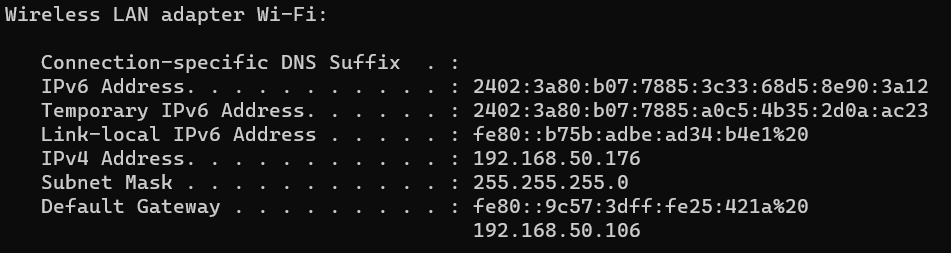 Wireless LAN adapter Wi-Fi:
Connection-specific DNS Suffix  . :
IPv6 Address. . . . . . . . . . . : 2402:3a80:b07:7885:3c33:68d5:8e90:3a12
Temporary IPv6 Address. . . . . . : 2402:3a80:b07:7885:a0c5:4b35:2d0a:ac23
Link-local IPv6 Address . . . . . : fe80::b75b:adbe:ad34:b4e1%20
IPv4 Address. . . . . . . . . . . : 192.168.50.176
Subnet Mask . . . . . . . . . . . : 255.255.255.0
Default Gateway . . . . . . . . . : fe80::9c57:3dff:fe25:421a%20
192.168.50.106